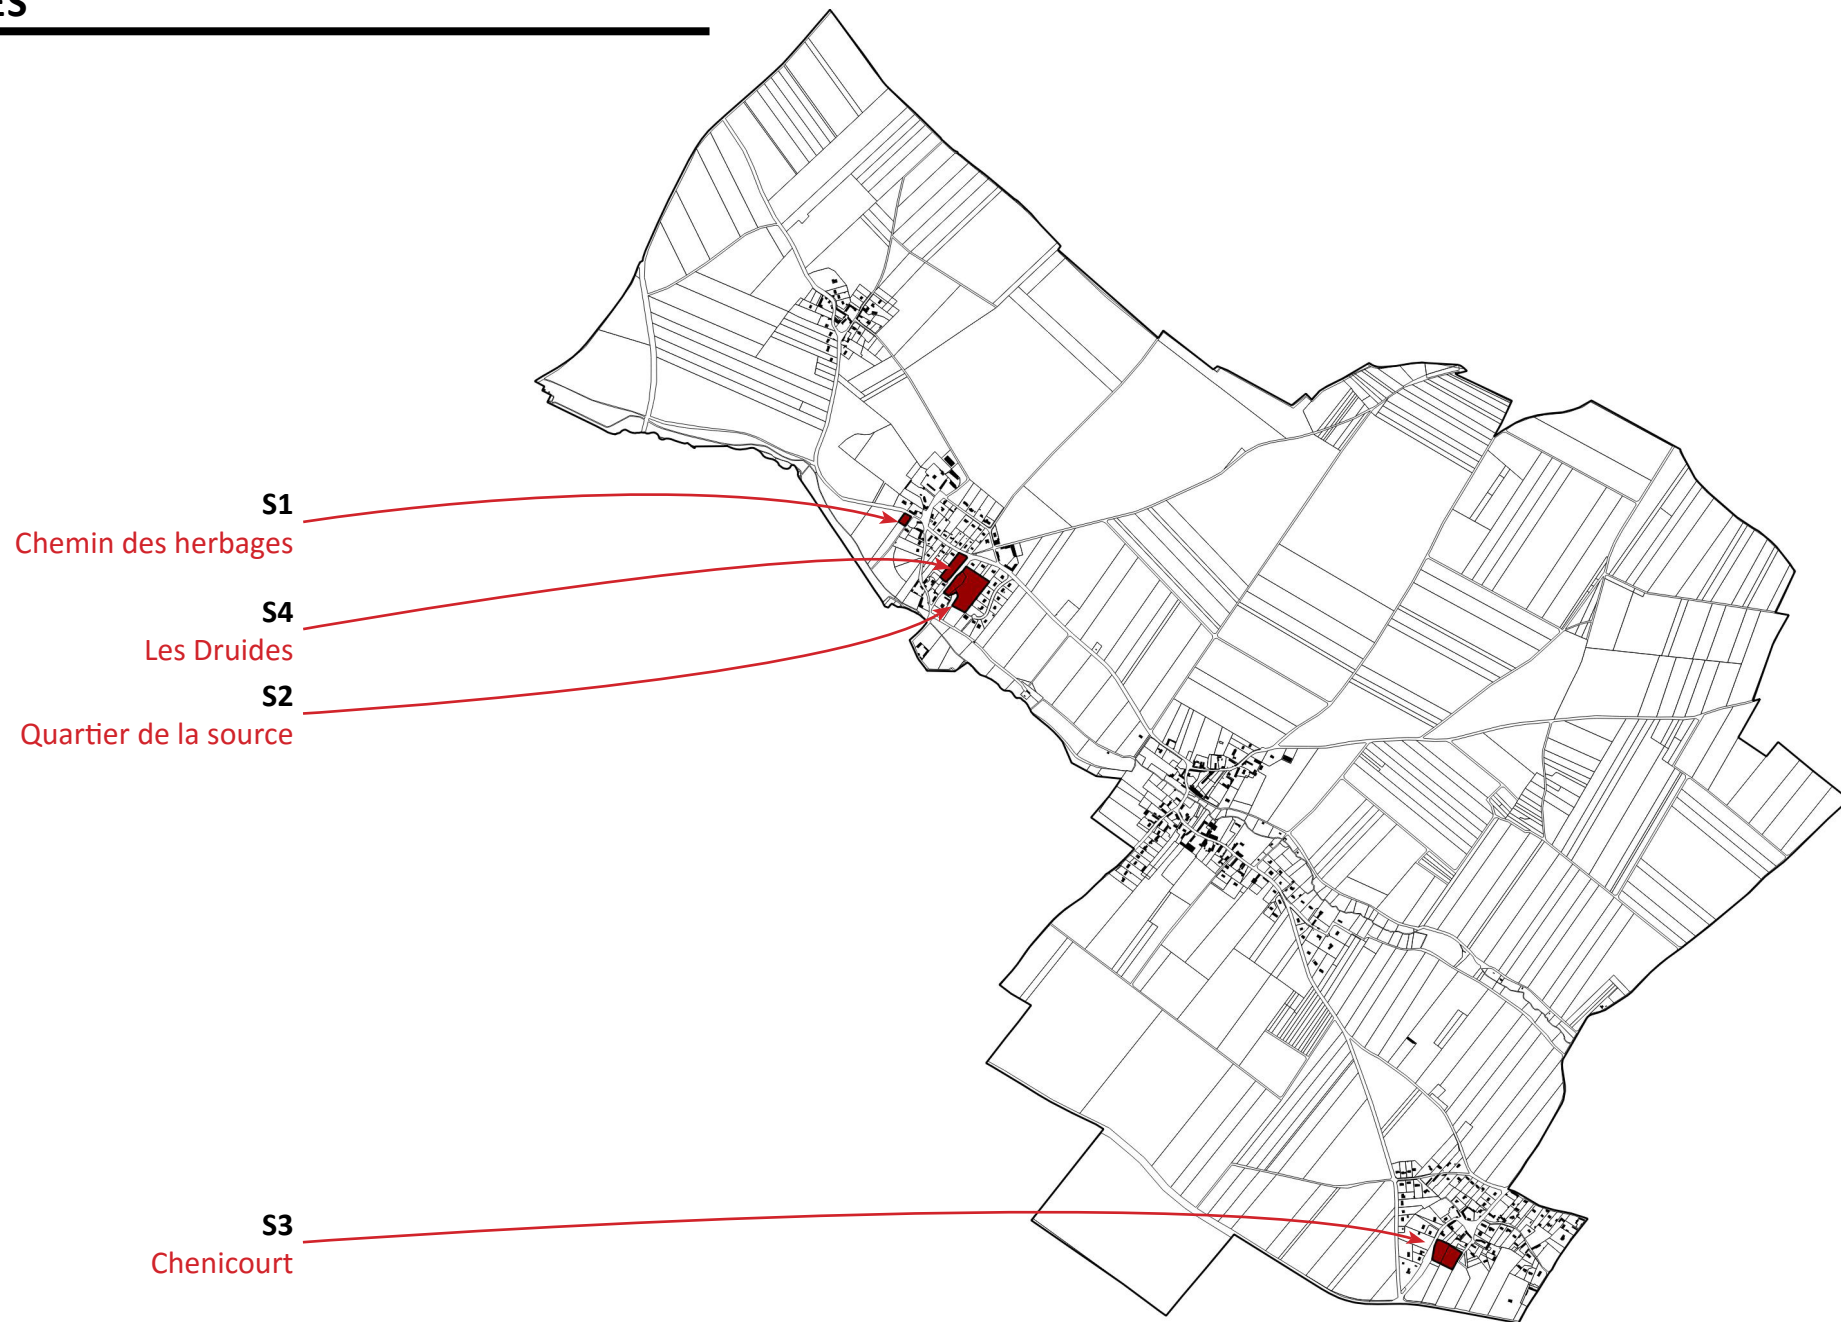 S1
Chemin des herbages
S4
Les Druides
S2
Quartier de la source
S3
Chenicourt